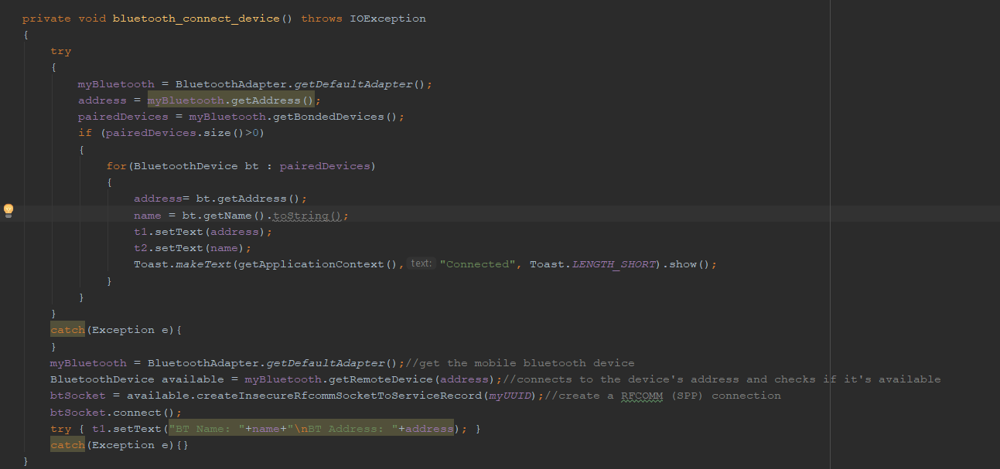 private void bluetooth_connect_device() throws IOException
{
try
{
myBluetooth = BluetoothAdapter.getDefaultAdapter();
address = myBluetooth.getAddress();
pairedDevices = myBluetooth.getBondedDevices();
if (pairedDevices.size()>0)
{
for(BluetoothDevice bt : pairedDevices)
{
address= bt.getAddress();
name = bt.getName().toString();
t1.setText(address);
t2.setText(name);
Toast.makeText(getApplicationContext(), text: "Connected", Toast.LENGTH_SHORT).show();
}
}
}
catch(Exception e){
}
myBluetooth = BluetoothAdapter.getDefaultAdapter();//get the mobile bluetooth device
BluetoothDevice available = myBluetooth.getRemoteDevice(address);//connects to the device's address and checks if it's available
btSocket = available.createInsecureRfcommSocketToServiceRecord(myUUID);//create a RFCOMM (SPP) connection
btSocket.connect();
try { t1.setText("BT Name: "+name+"\nBT Address: "+address); }
catch(Exception e){}
}